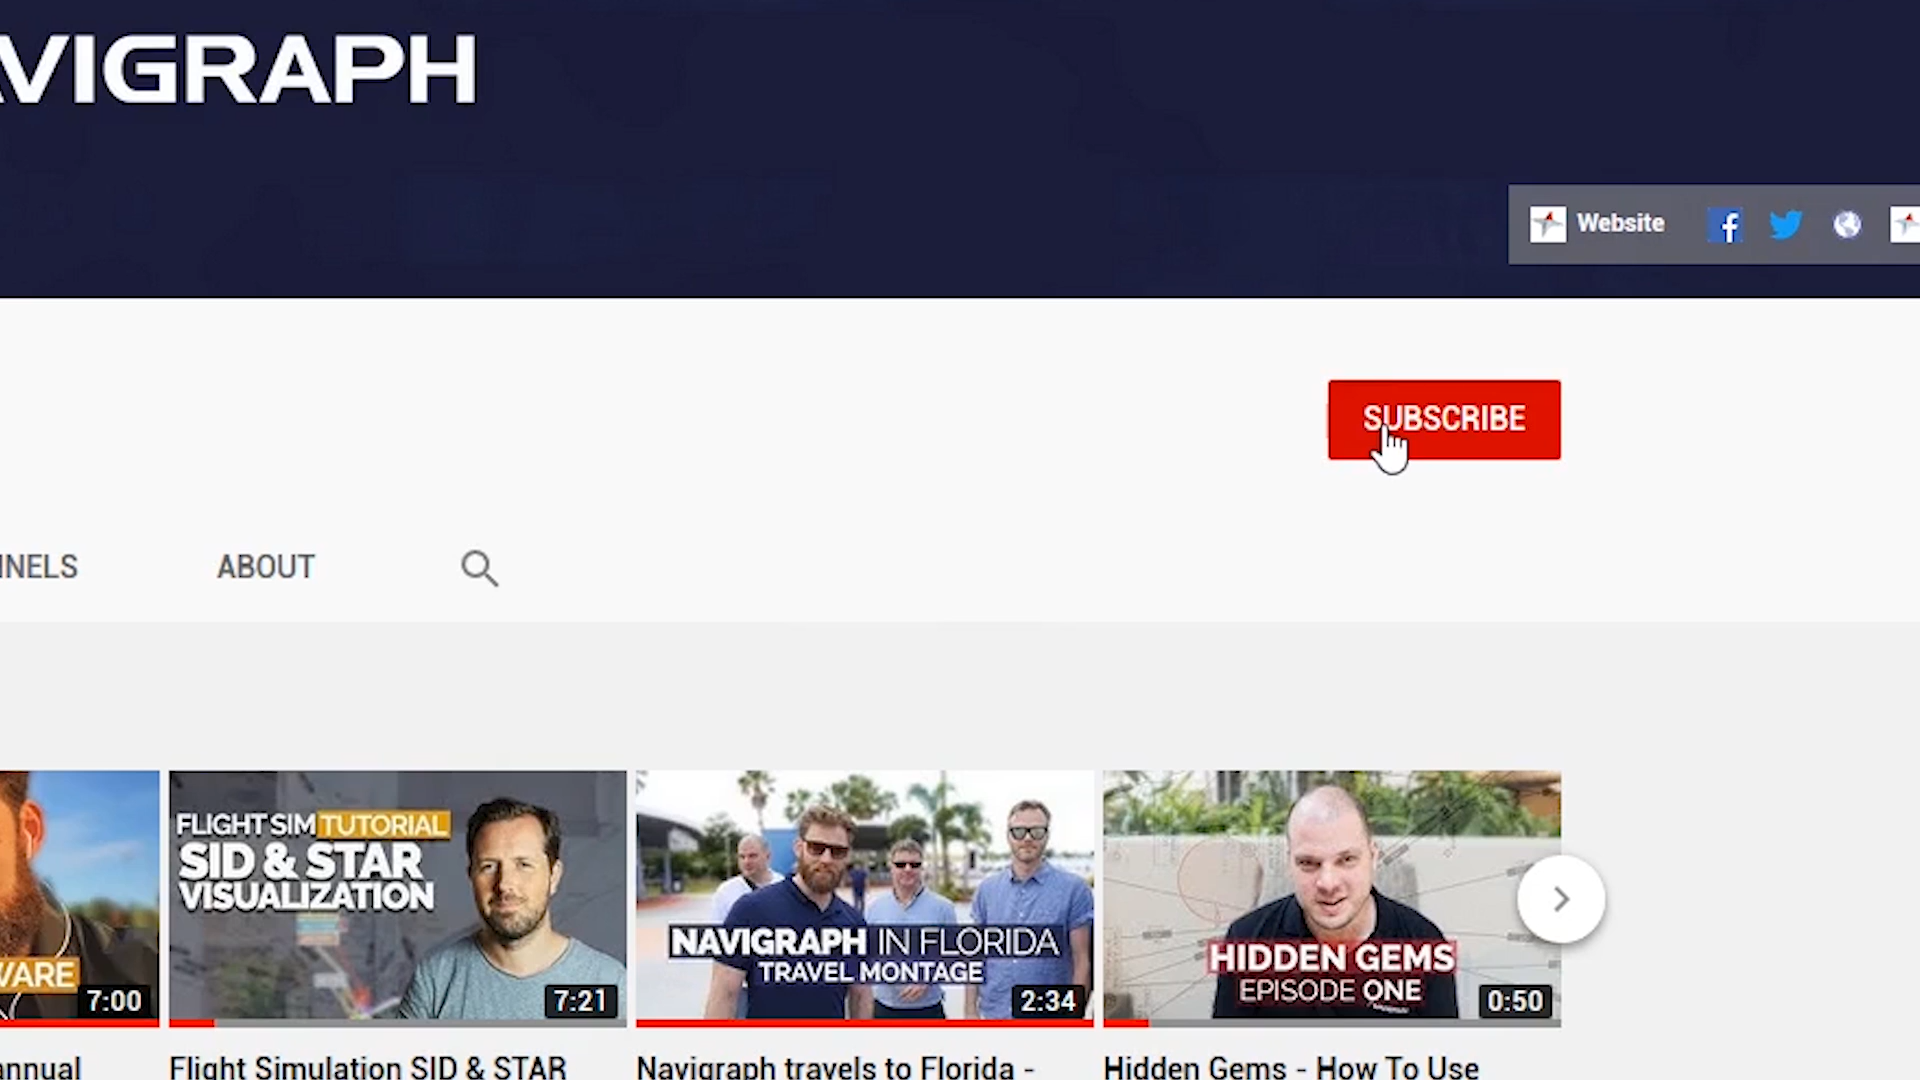 VIGRAPH
Website
SUBSCRIBE
NELS
ABOUT
WARE
7:00
FLIGHT SIM TUTORIAL
SID & STAR
VISUALIZATION
7:21
NAVIGRAPH IN FLORIDA
TRAVEL MONTAGE
2:34
HIDDEN GEMS
EPISODE ONE
0:50
annual
Flight Simulation SID & STAR
Navigraph travels to Florida -
Hidden Gems - How To Use